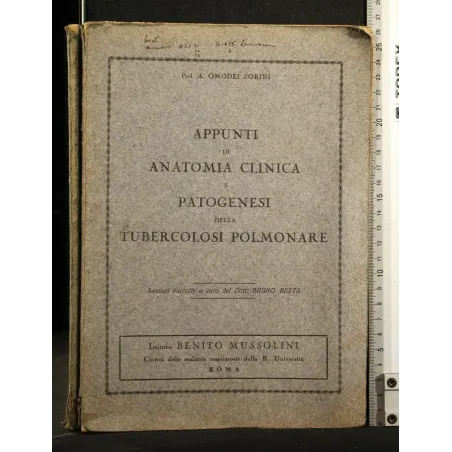 Prof. A. OMODEI ZORINI
APPUNTI
DI
ANATOMIA CLINICA
E
PATOGENESI
DELLA
TUBERCOLOSI POLMONARE
Lezioni raccolte a cura del Dott. BRUNO BESTA
Istituto BENITO MUSSOLINI
Clinica delle malattie respiratorie della R. Università
ROMA